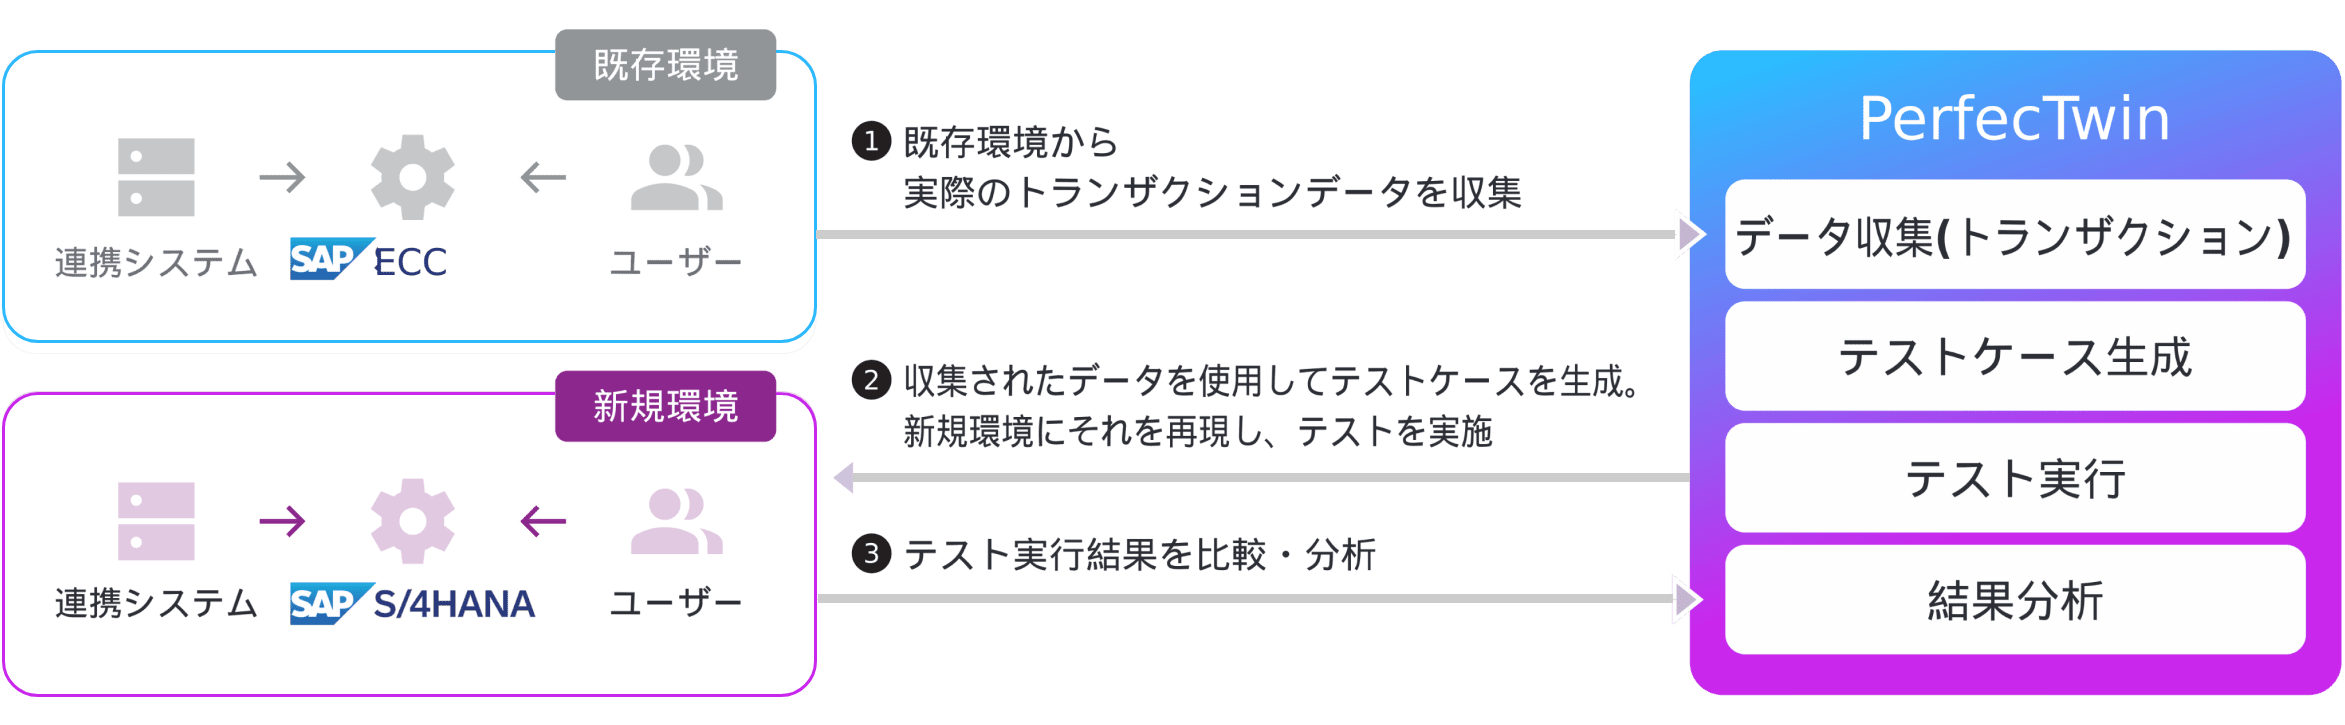 既存環境
連携システム
SAP ECC
ユーザー
新規環境
連携システム
SAP S/4HANA
ユーザー
1 既存環境から
実際のトランザクションデータを収集
2 収集されたデータを使用してテストケースを生成。
新規環境にそれを再現し、テストを実施
3 テスト実行結果を比較・分析
PerfecTwin
データ収集(トランザクション)
テストケース生成
テスト実行
結果分析